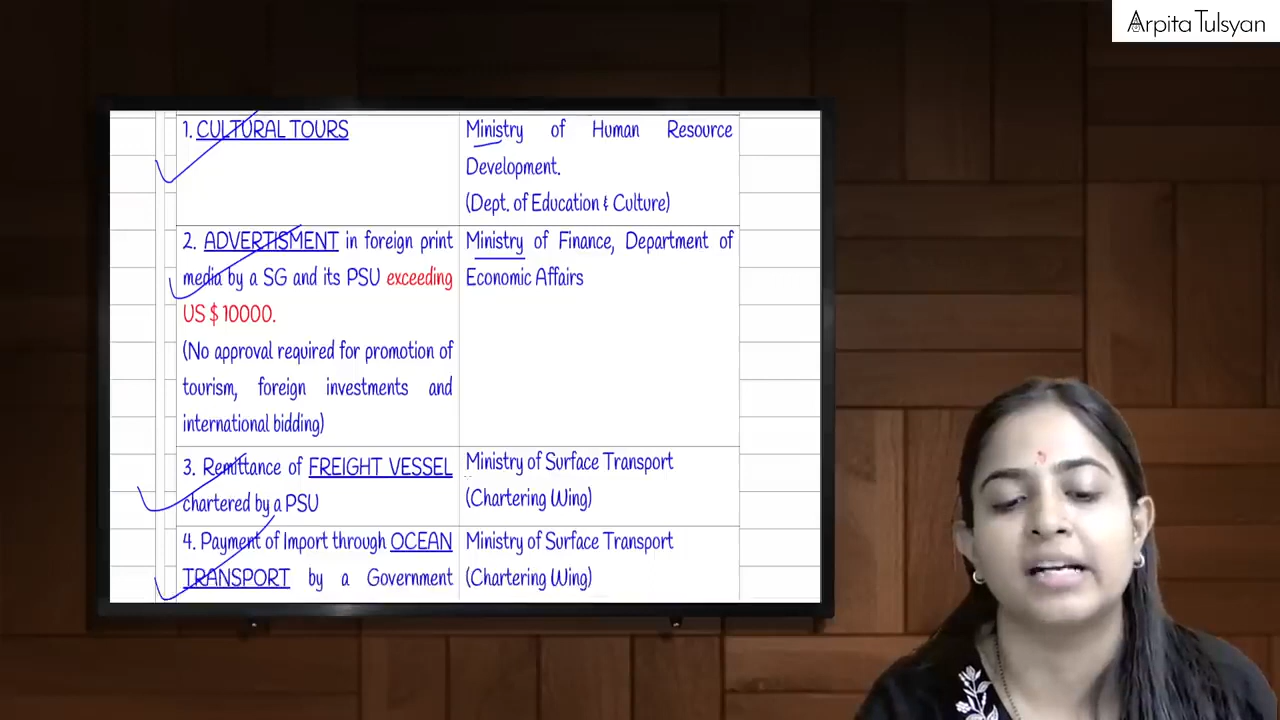 Arpita Tulsyan
1. CULTURAL TOURS
Ministry of Human Resource
Development.
(Dept. of Education & Culture)
2. ADVERTISMENT in foreign print
media by a SG and its PSU exceeding
US $ 10000.
(No approval required for promotion of
tourism, foreign investments and
international bidding)
Ministry of Finance, Department of
Economic Affairs
3. Remittance of FREIGHT VESSEL
chartered by a PSU
Ministry of Surface Transport
(Chartering Wing)
4. Payment of Import through OCEAN
TRANSPORT by a Government
Ministry of Surface Transport
(Chartering Wing)